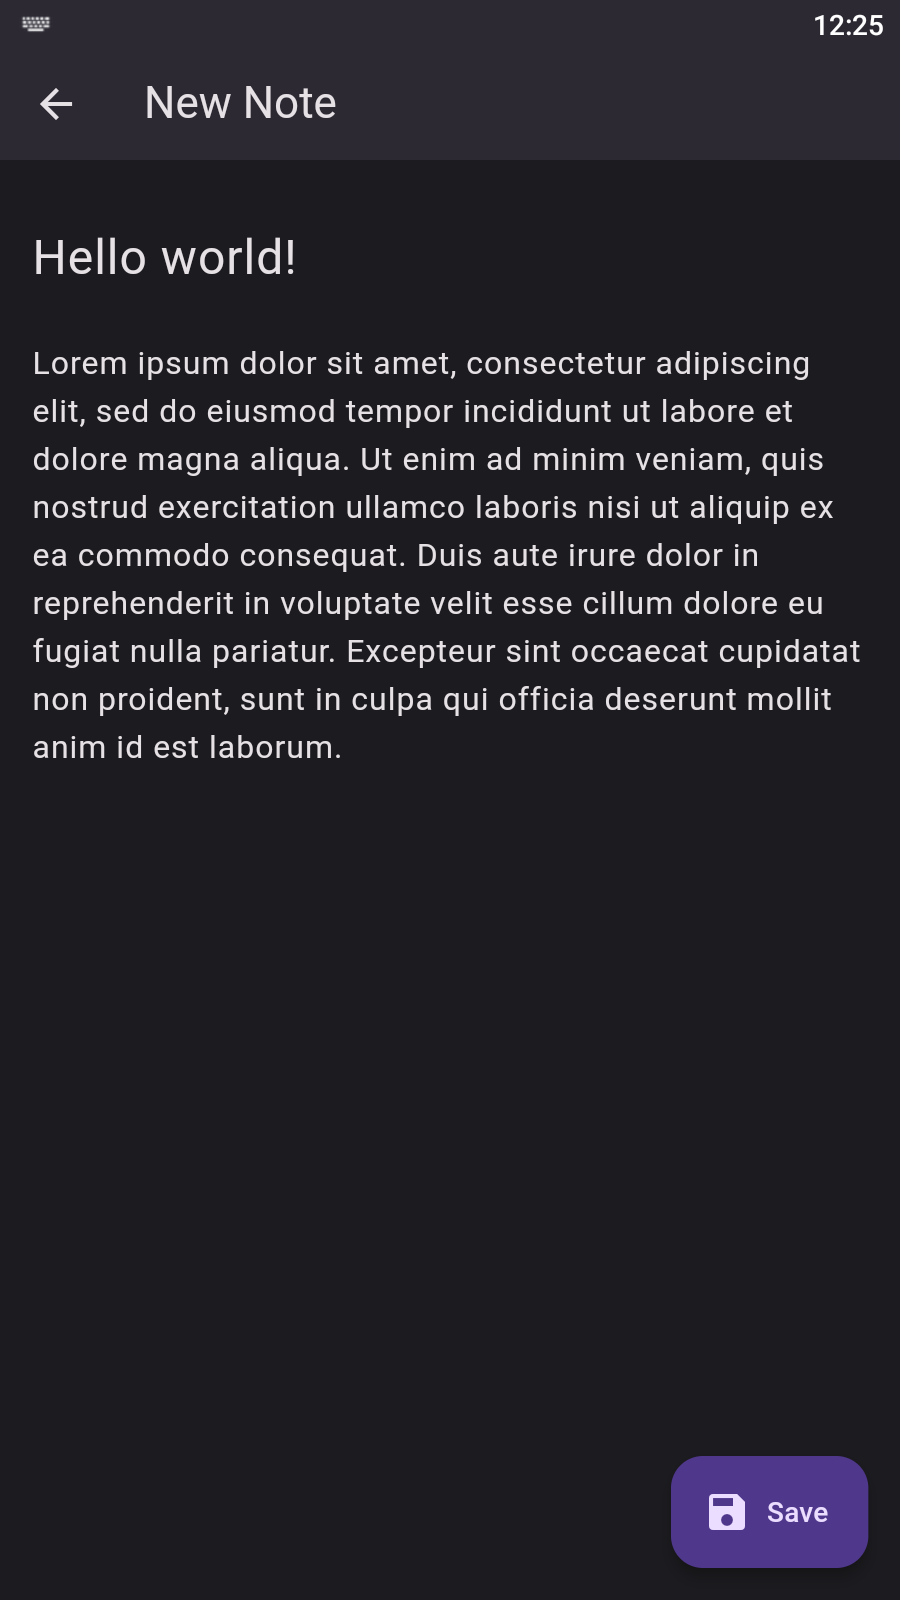 12:25
New Note
Hello world!
Lorem ipsum dolor sit amet, consectetur adipiscing
elit, sed do eiusmod tempor incididunt ut labore et
dolore magna aliqua. Ut enim ad minim veniam, quis
nostrud exercitation ullamco laboris nisi ut aliquip ex
ea commodo consequat. Duis aute irure dolor in
reprehenderit in voluptate velit esse cillum dolore eu
fugiat nulla pariatur. Excepteur sint occaecat cupidatat
non proident, sunt in culpa qui officia deserunt mollit
anim id est laborum.
Save